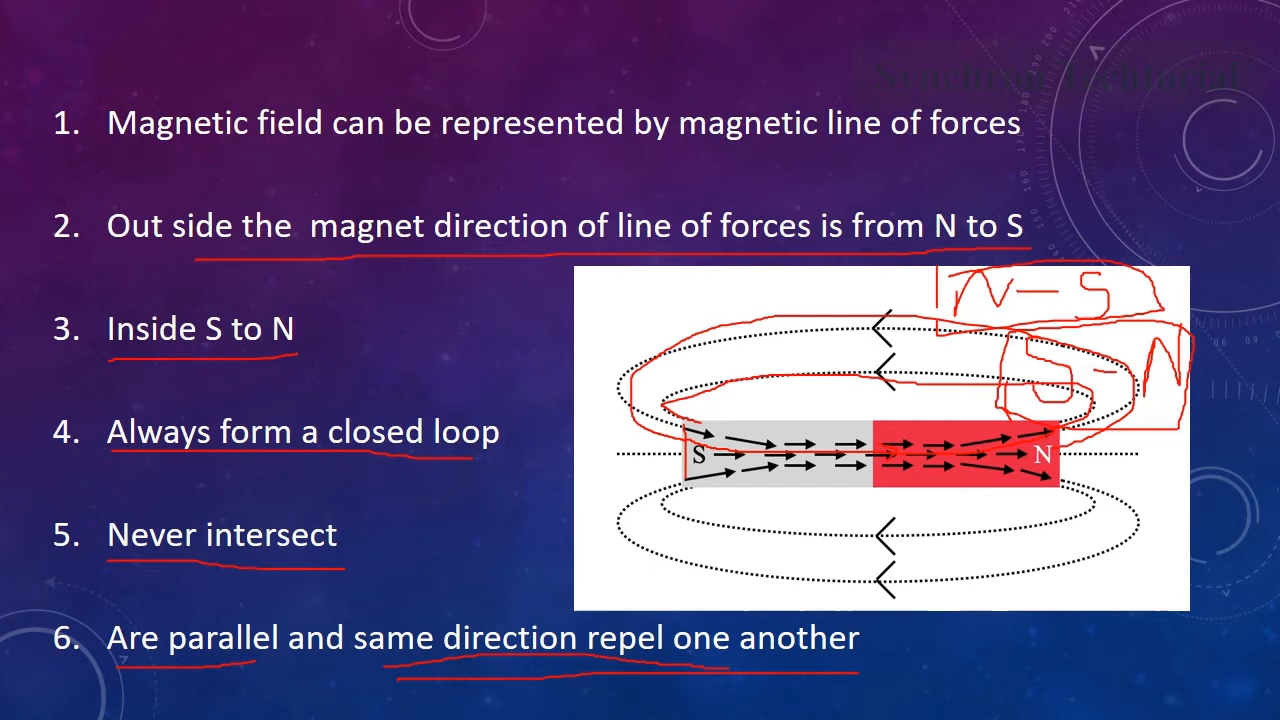 Synchron Techtorial
1. Magnetic field can be represented by magnetic line of forces
2. Out side the magnet direction of line of forces is from N to S
N-S
3. Inside S to N
S-N
4. Always form a closed loop
S
N
5. Never intersect
6. Are parallel and same direction repel one another